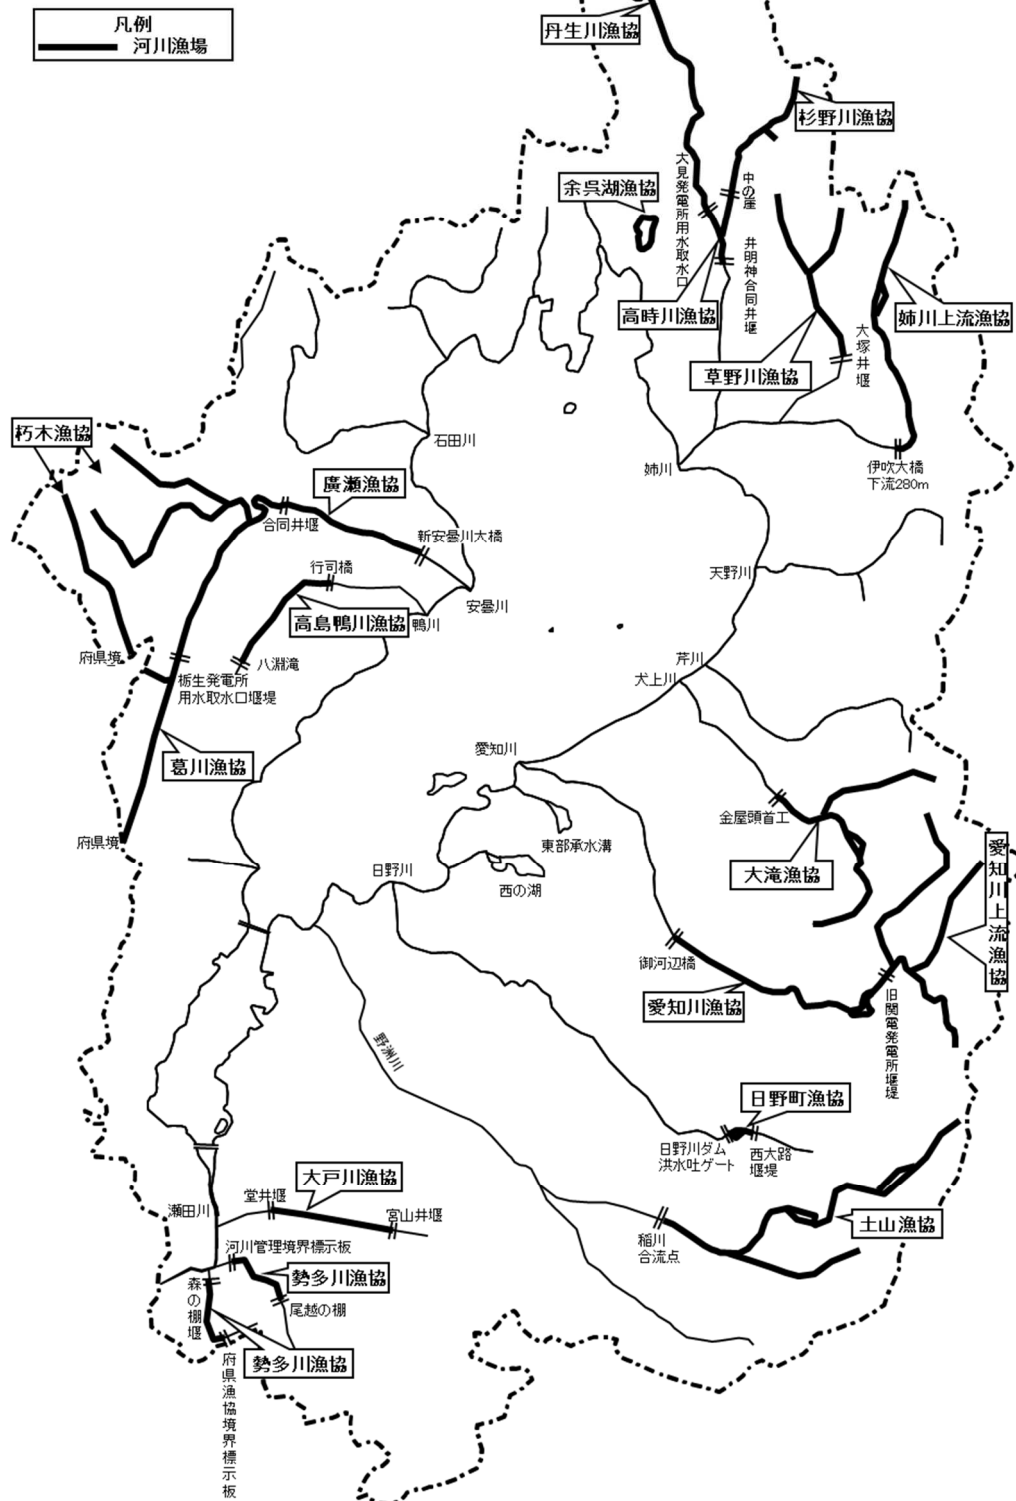 凡例
河川漁場
丹生川漁協
杉野川漁協
余呉湖漁協
大見発電所用水取水口
中の崖
井明神合同井堰
高時川漁協
姉川上流漁協
草野川漁協
大塚井堰
伊吹大橋
下流280m
朽木漁協
石田川
姉川
廣瀬漁協
合同井堰
新安曇川大橋
行司橋
安曇川
高島鴨川漁協
鴨川
天野川
府県境
八淵滝
栃生発電所
用水取水口堰堤
芹川
犬上川
葛川漁協
愛知川
府県境
金屋頭首工
東部承水溝
大滝漁協
愛知川上流漁協
日野川
西の湖
御河辺橋
愛知川漁協
旧関電発電所堰堤
野洲川
日野町漁協
日野川ダム
洪水吐ゲート
西大路
堰堤
大戸川漁協
堂井堰
宮山井堰
瀬田川
土山漁協
稲川
合流点
河川管理境界標示板
勢多川漁協
森の棚堰
尾越の棚
勢多川漁協
府県漁協境界標示板